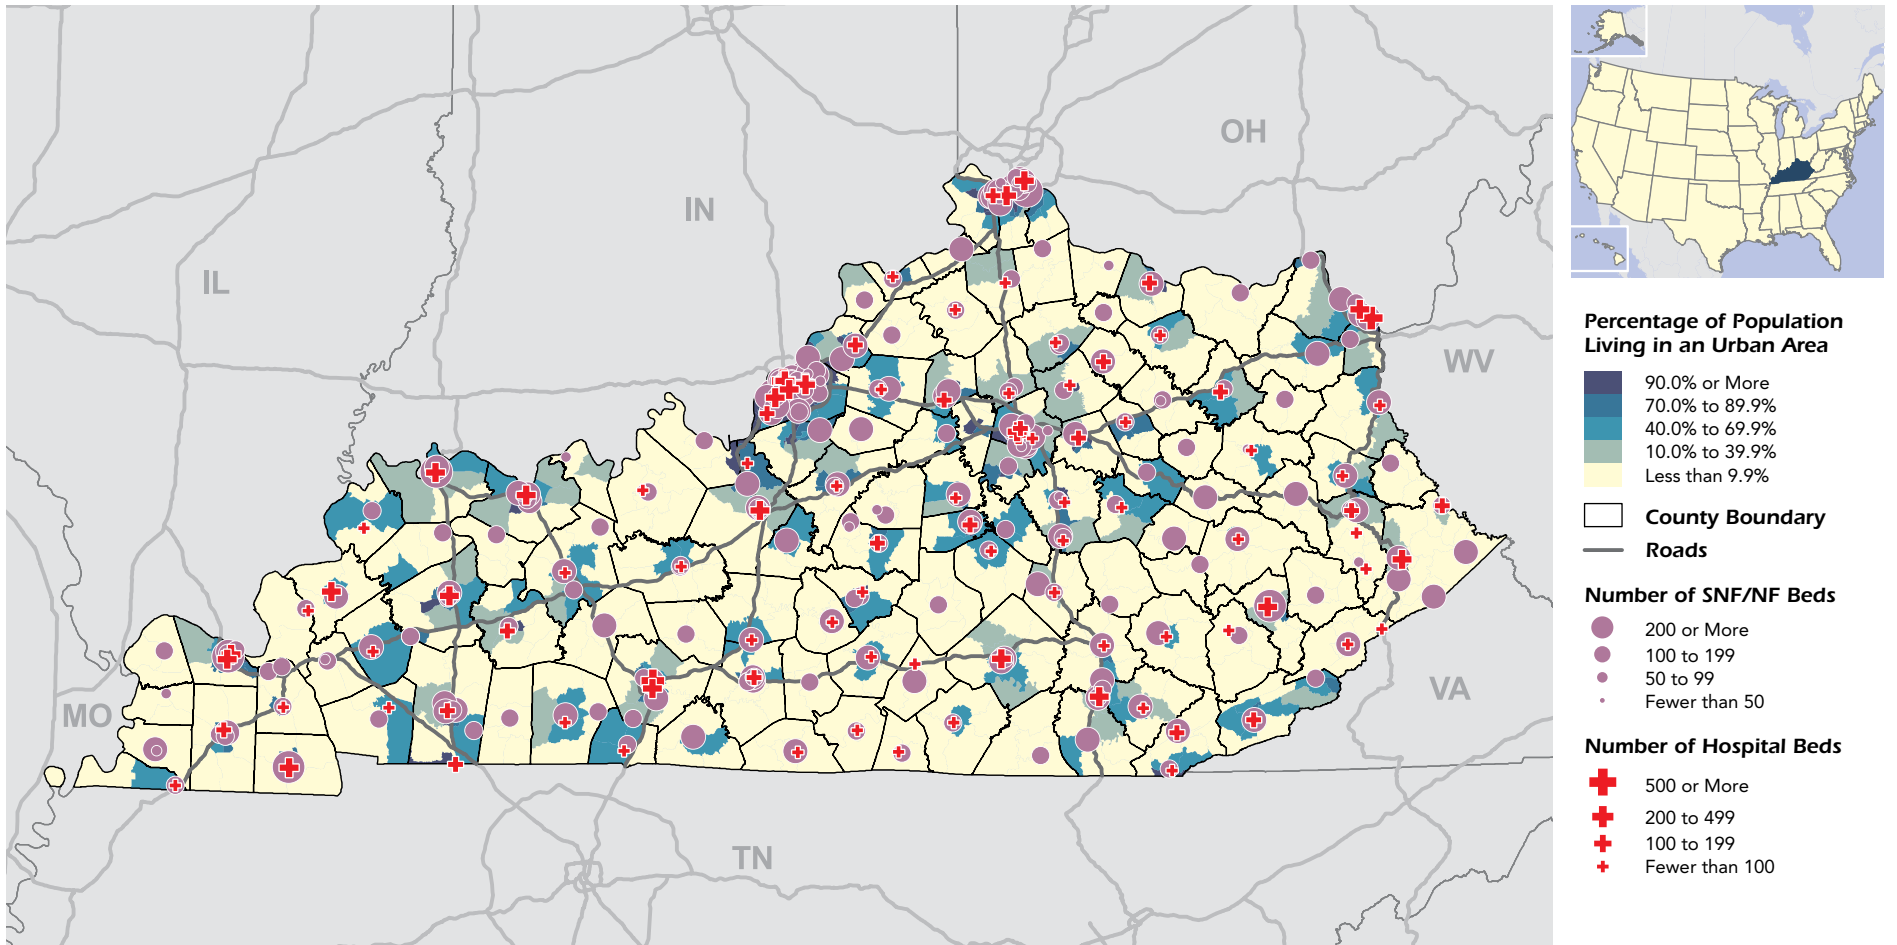 OH
IN
IL
WV
MO
VA
TN
Percentage of Population
Living in an Urban Area
90.0% or More
70.0% to 89.9%
40.0% to 69.9%
10.0% to 39.9%
Less than 9.9%
County Boundary
Roads
Number of SNF/NF Beds
200 or More
100 to 199
50 to 99
Fewer than 50
Number of Hospital Beds
500 or More
200 to 499
100 to 199
Fewer than 100